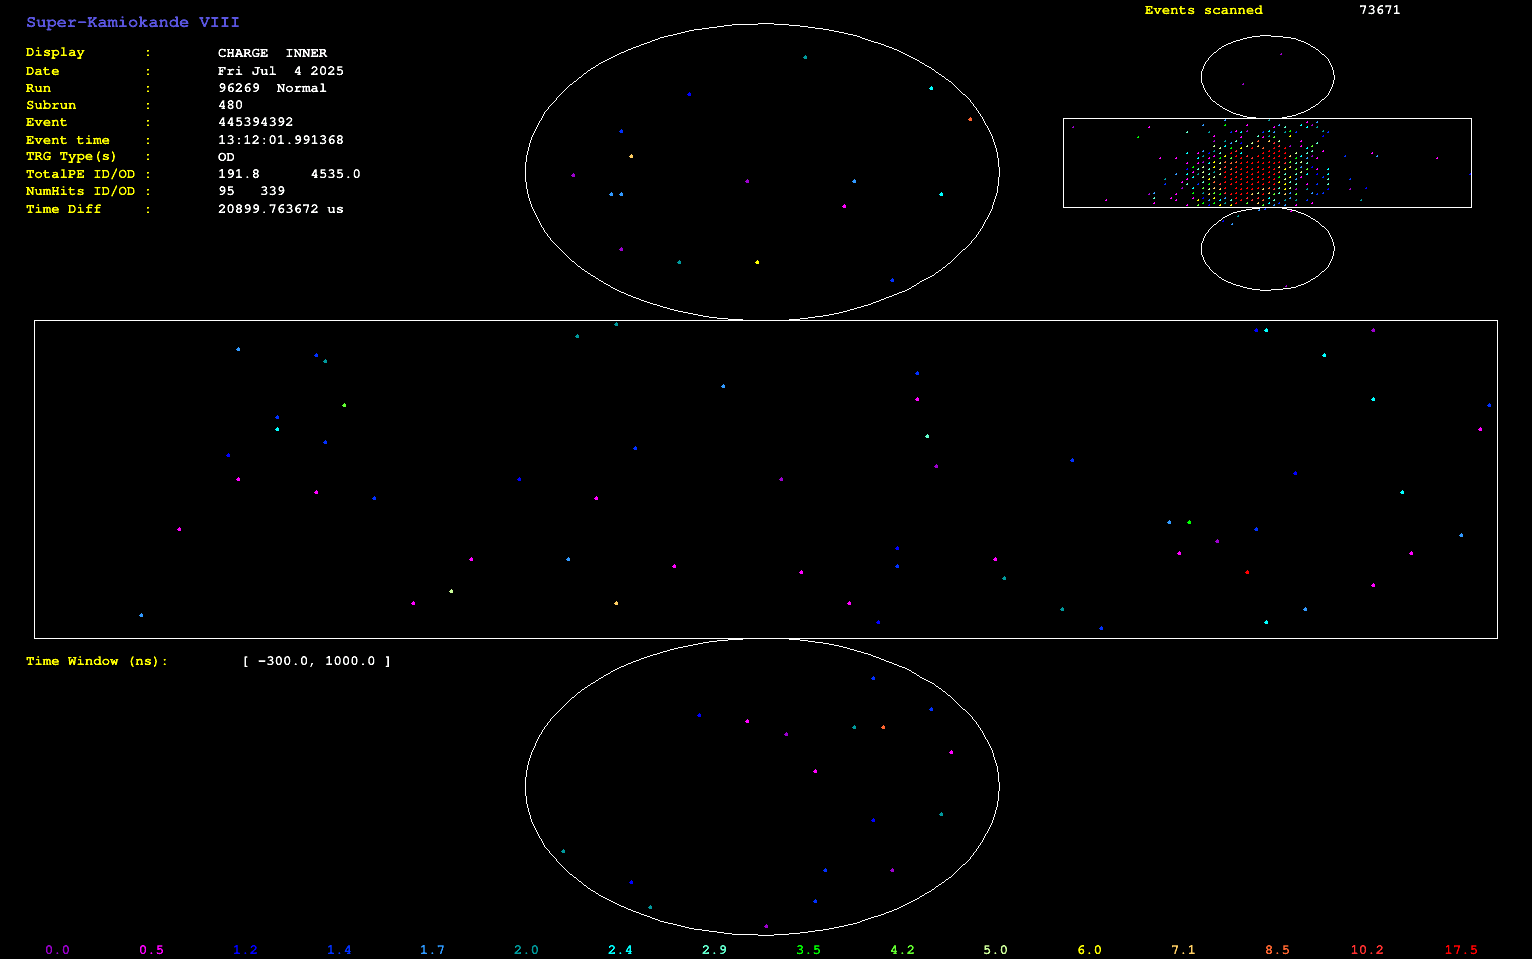 Super-Kamiokande VIII
Events scanned 73671
Display : CHARGE INNER
Date : Fri Jul 4 2025
Run : 96269 Normal
Subrun : 480
Event : 445394392
Event time : 13:12:01.991368
TRG Type(s) : OD
TotalPE ID/OD : 191.8 4535.0
NumHits ID/OD : 95 339
Time Diff : 20899.763672 us
Time Window (ns): [ -300.0, 1000.0 ]
0.0 0.5 1.2 1.4 1.7 2.0 2.4 2.9 3.5 4.2 5.0 6.0 7.1 8.5 10.2 17.5